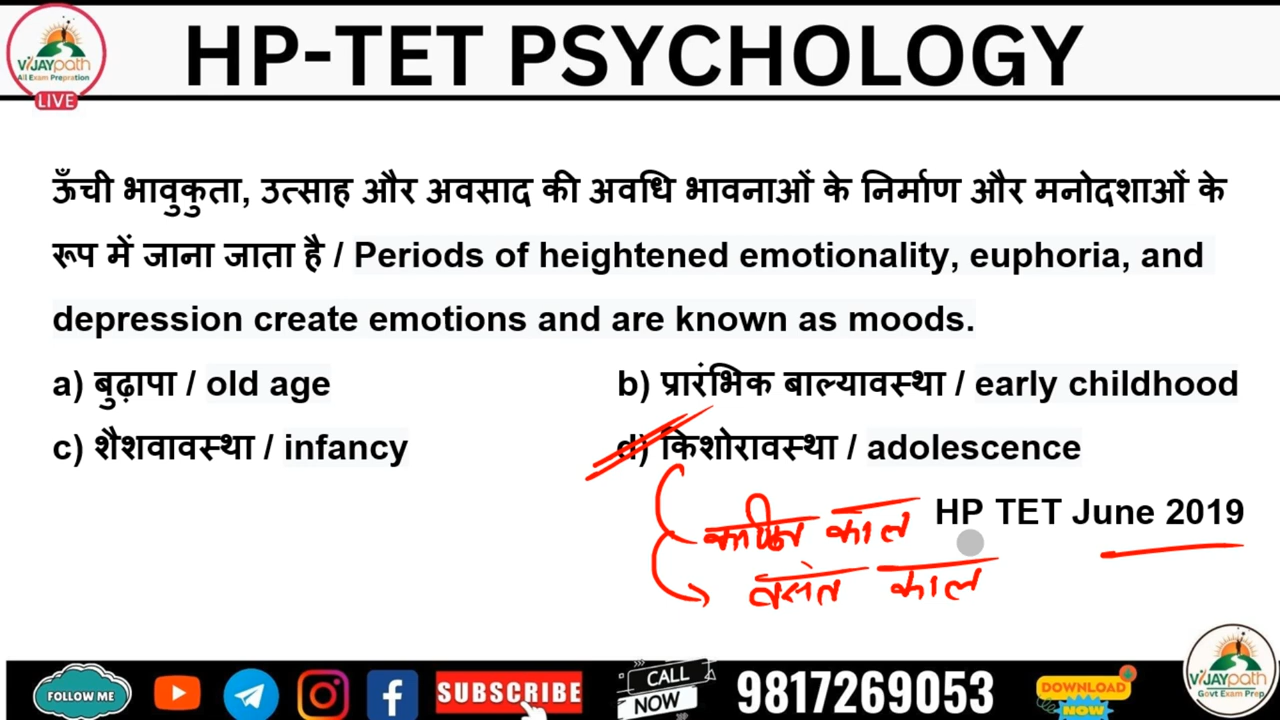 VIJAYpath
All Exam Prepration
LIVE
HP-TET PSYCHOLOGY
ऊँची भावुकुता, उत्साह और अवसाद की अवधि भावनाओं के निर्माण और मनोदशाओं के
रूप में जाना जाता है / Periods of heightened emotionality, euphoria, and
depression create emotions and are known as moods.
a) बुढ़ापा / old age
b) प्रारंभिक बाल्यावस्था / early childhood
c) शैशवावस्था / infancy
d) किशोरावस्था / adolescence
HP TET June 2019
काल
वसंत काल
FOLLOW ME
SUBSCRIBE
CALL
NOW
9817269053
DOWNLOAD
NOW
VIJAYpath
Govt Exam Prep